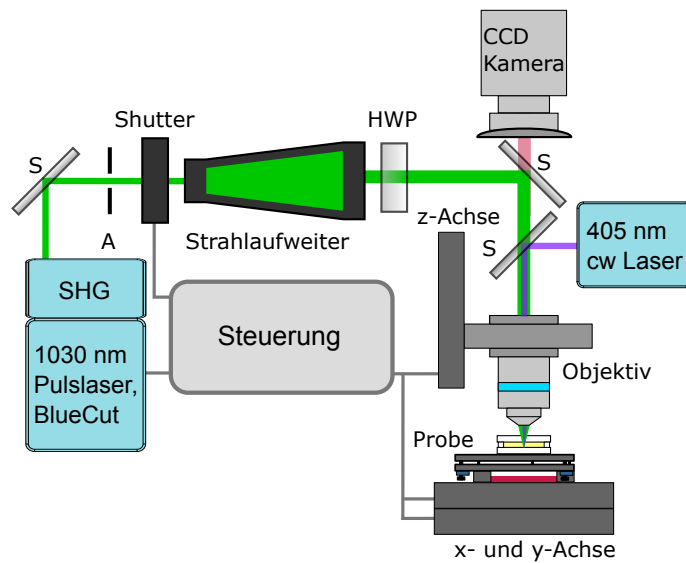 CCD
Kamera
Shutter
HWP
S
S
z-Achse
A
Strahlaufweiter
S
405 nm
cw Laser
SHG
Steuerung
1030 nm
Pulslaser,
BlueCut
Objektiv
Probe
x- und y-Achse